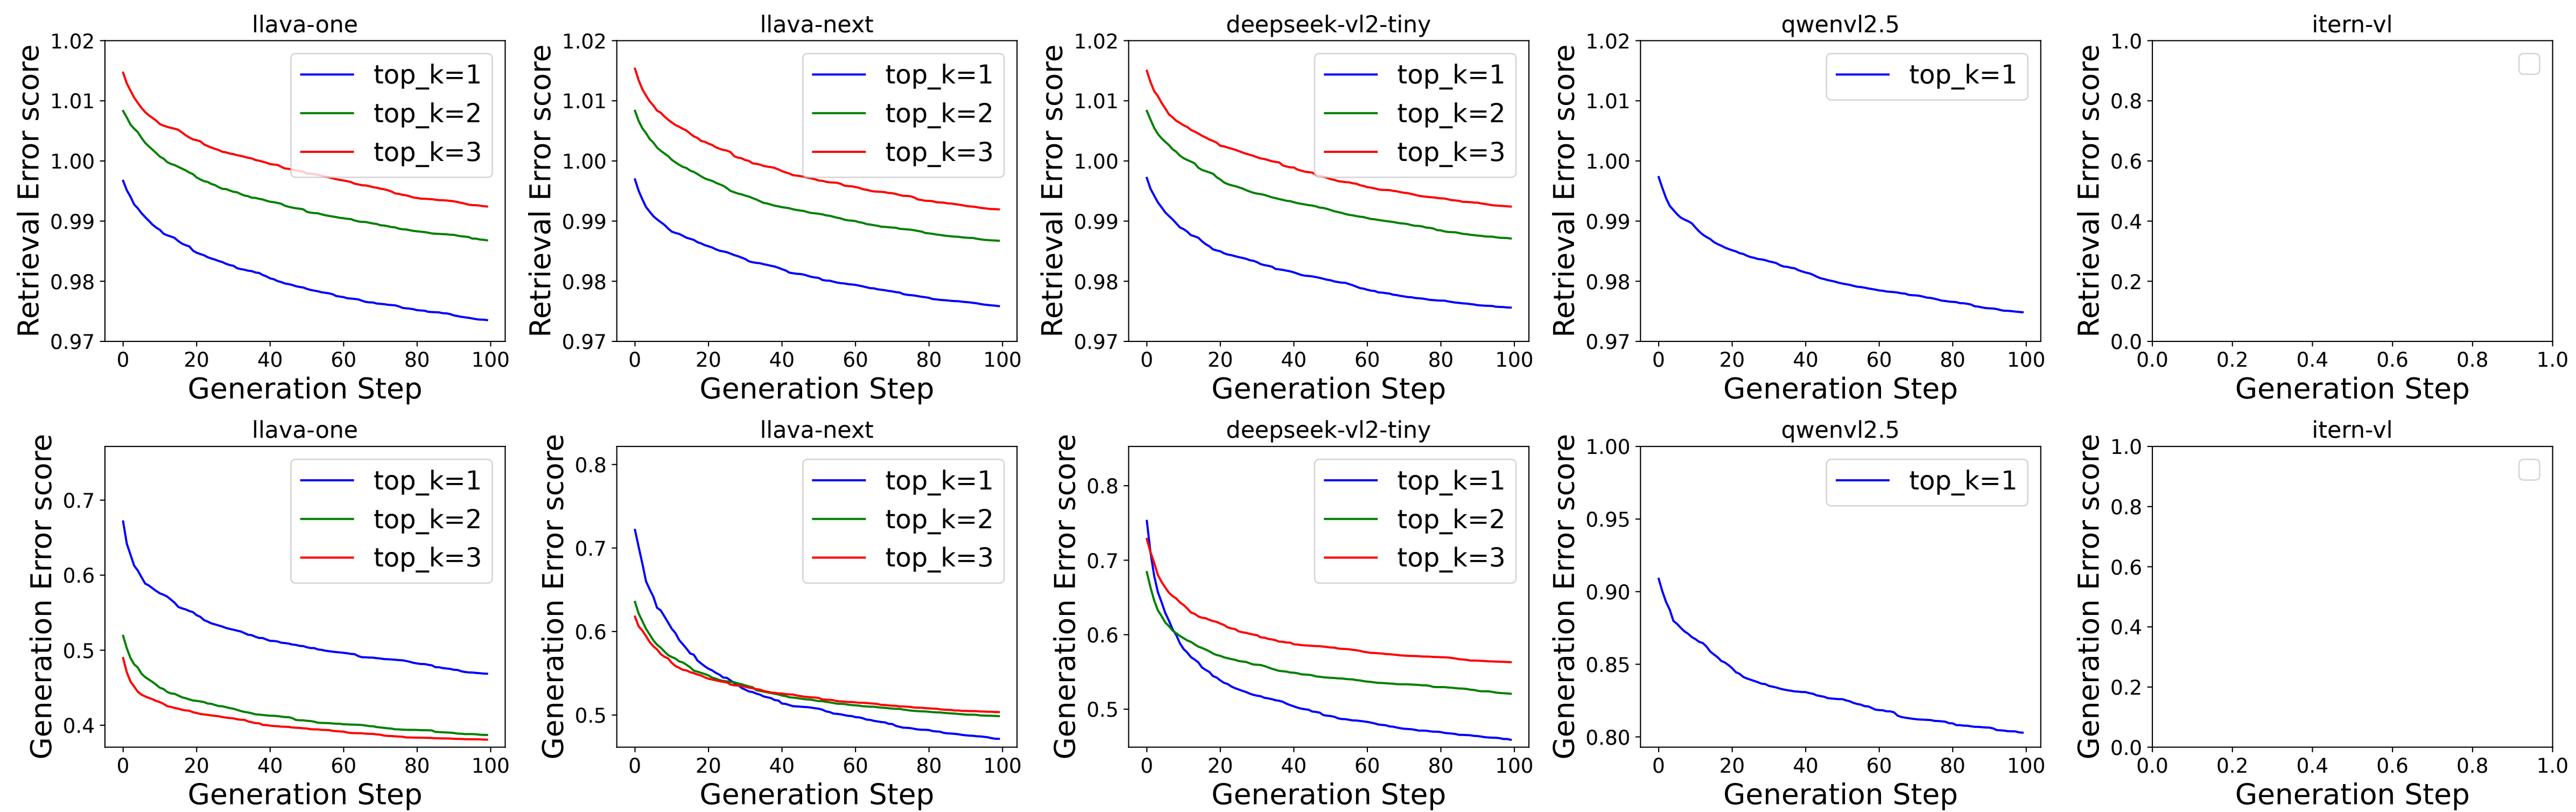 llava-one
Retrieval Error score
1.02
1.01
1.00
0.99
0.98
0.97
top_k=1
top_k=2
top_k=3
0 20 40 60 80 100
Generation Step
llava-next
Retrieval Error score
1.02
1.01
1.00
0.99
0.98
0.97
top_k=1
top_k=2
top_k=3
0 20 40 60 80 100
Generation Step
deepseek-vl2-tiny
Retrieval Error score
1.02
1.01
1.00
0.99
0.98
0.97
top_k=1
top_k=2
top_k=3
0 20 40 60 80 100
Generation Step
qwenvl2.5
Retrieval Error score
1.02
1.01
1.00
0.99
0.98
0.97
top_k=1
0 20 40 60 80 100
Generation Step
itern-vl
Retrieval Error score
1.0
0.8
0.6
0.4
0.2
0.0
0.0 0.2 0.4 0.6 0.8 1.0
Generation Step
llava-one
Generation Error score
0.7
0.6
0.5
0.4
top_k=1
top_k=2
top_k=3
0 20 40 60 80 100
Generation Step
llava-next
Generation Error score
0.8
0.7
0.6
0.5
top_k=1
top_k=2
top_k=3
0 20 40 60 80 100
Generation Step
deepseek-vl2-tiny
Generation Error score
0.8
0.7
0.6
0.5
top_k=1
top_k=2
top_k=3
0 20 40 60 80 100
Generation Step
qwenvl2.5
Generation Error score
1.00
0.95
0.90
0.85
0.80
top_k=1
0 20 40 60 80 100
Generation Step
itern-vl
Generation Error score
1.0
0.8
0.6
0.4
0.2
0.0
0.0 0.2 0.4 0.6 0.8 1.0
Generation Step